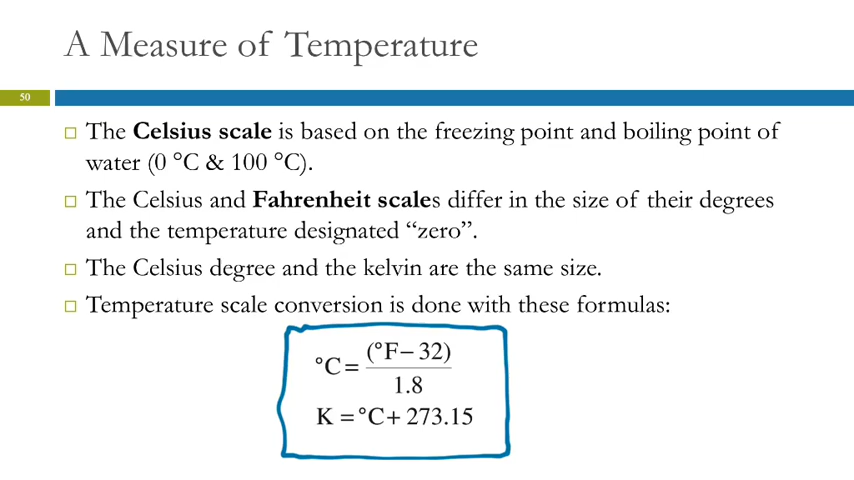 A Measure of Temperature
50
The Celsius scale is based on the freezing point and boiling point of
water (0 °C & 100 °C).
The Celsius and Fahrenheit scales differ in the size of their degrees
and the temperature designated “zero”.
The Celsius degree and the kelvin are the same size.
Temperature scale conversion is done with these formulas:
°C = (°F− 32)
1.8
K = °C + 273.15